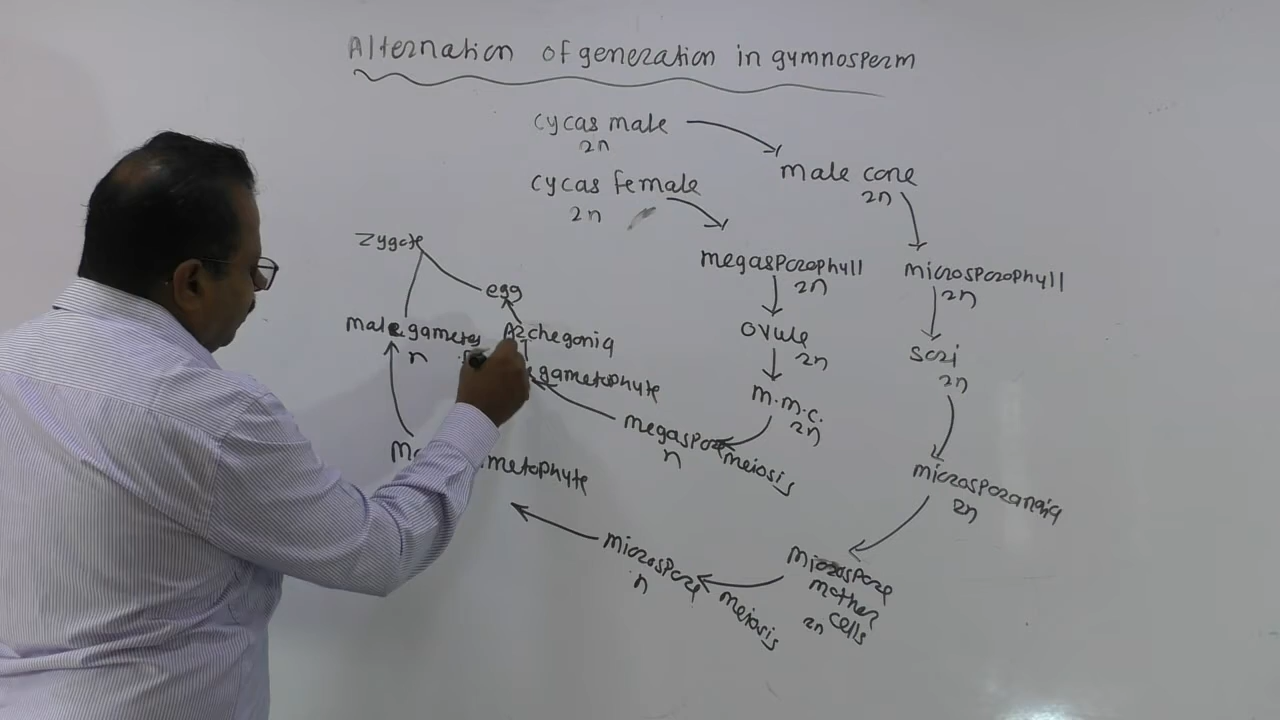 Alternation of generation in gymnosperm
cycas male
2n
male cone
2n
cycas female
2n
megasporophyll
2n
microsporophyll
2n
zygote
egg
ovule
2n
sori
2n
male gametes
n
Archegonia
gametophyte
m.m.c.
2n
megaspore
n
meiosis
microsporangia
2n
Microspore
mother
cells
2n
microspore
n
meiosis